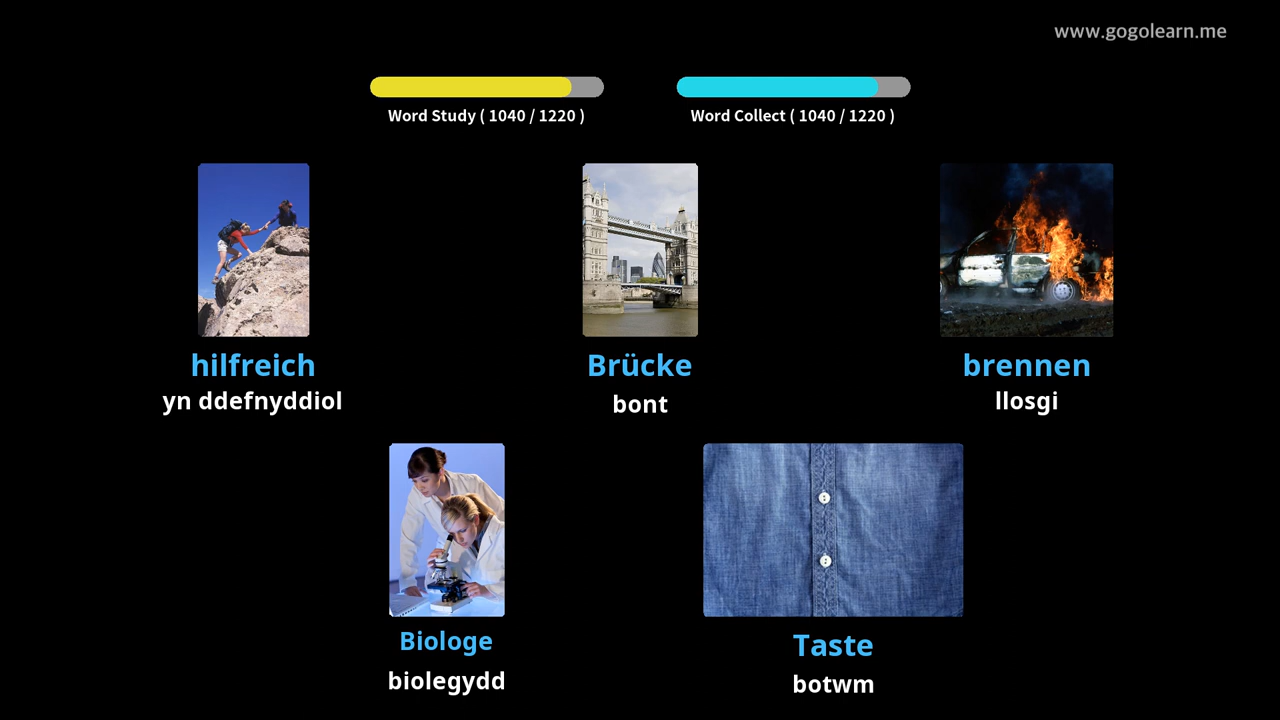 www.gogolearn.me
Word Study ( 1040 / 1220 )
Word Collect ( 1040 / 1220 )
hilfreich
yn ddefnyddiol
Brücke
bont
brennen
llosgi
Biologe
biolegydd
Taste
botwm